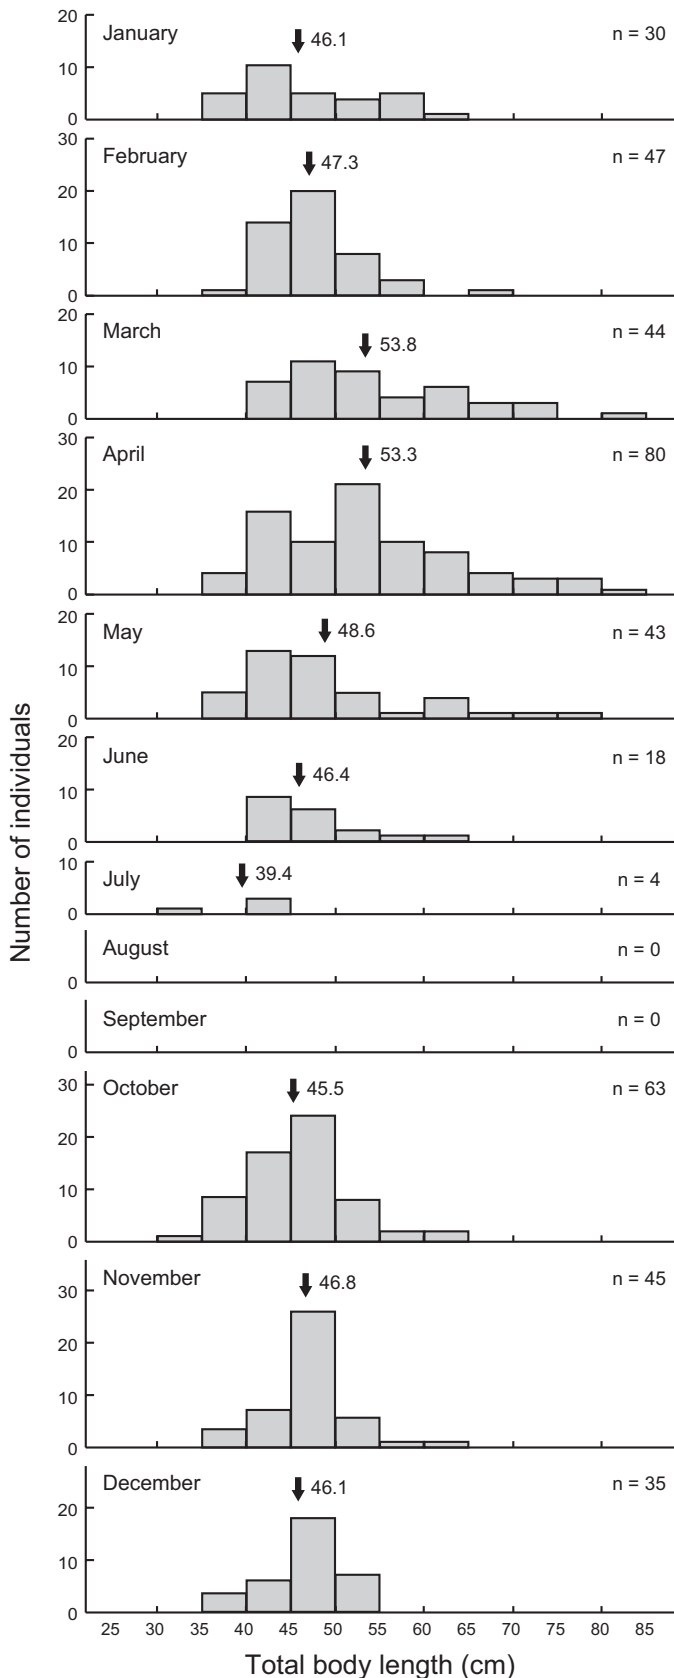 20
January
46.1
n = 30
10
0
30
February
47.3
n = 47
20
10
0
20
March
53.8
n = 44
10
0
30
April
53.3
n = 80
20
10
0
20
May
48.6
n = 43
10
0
20
June
46.4
n = 18
10
0
10
July
39.4
n = 4
0
August
n = 0
0
September
n = 0
0
30
October
45.5
n = 63
20
10
0
November
46.8
n = 45
30
20
10
0
December
46.1
n = 35
20
10
0
25 30 35 40 45 50 55 60 65 70 75 80 85
Total body length (cm)
Number of individuals